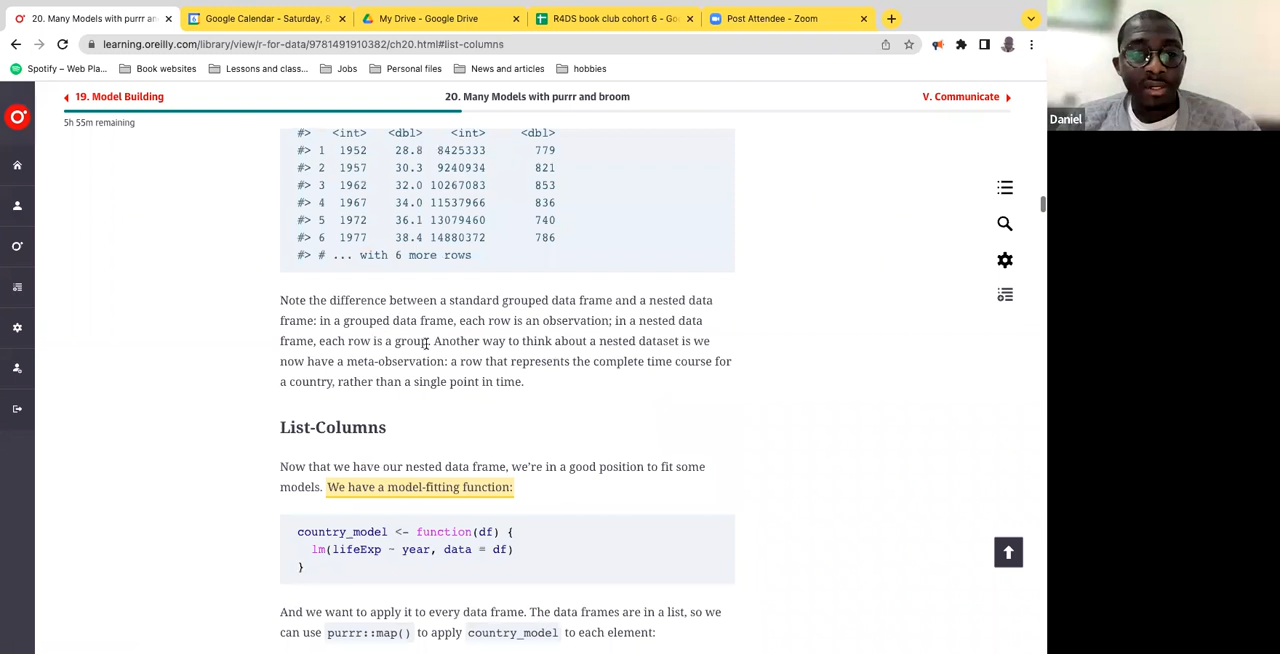 20. Many Models with purrr an
Google Calendar - Saturday, 8
My Drive - Google Drive
R4DS book club cohort 6 - Goo
Post Attendee - Zoom
learning.oreilly.com/library/view/r-for-data/9781491910382/ch20.html#list-columns
Spotify – Web Pla...
Book websites
Lessons and class...
Jobs
Personal files
News and articles
hobbies
19. Model Building
20. Many Models with purrr and broom
V. Communicate
5h 55m remaining
Daniel
#>   <int>   <dbl>   <int>   <dbl>
#> 1  1952  28.8  8425333  779
#> 2  1957  30.3  9240934  821
#> 3  1962  32.0 10267083  853
#> 4  1967  34.0 11537966  836
#> 5  1972  36.1 13079460  740
#> 6  1977  38.4 14880372  786
#> # ... with 6 more rows
Note the difference between a standard grouped data frame and a nested data
frame: in a grouped data frame, each row is an observation; in a nested data
frame, each row is a group. Another way to think about a nested dataset is we
now have a meta-observation: a row that represents the complete time course for
a country, rather than a single point in time.
List-Columns
Now that we have our nested data frame, we're in a good position to fit some
models. We have a model-fitting function:
country_model <- function(df) {
lm(lifeExp ~ year, data = df)
}
And we want to apply it to every data frame. The data frames are in a list, so we
can use purrr::map() to apply country_model to each element: